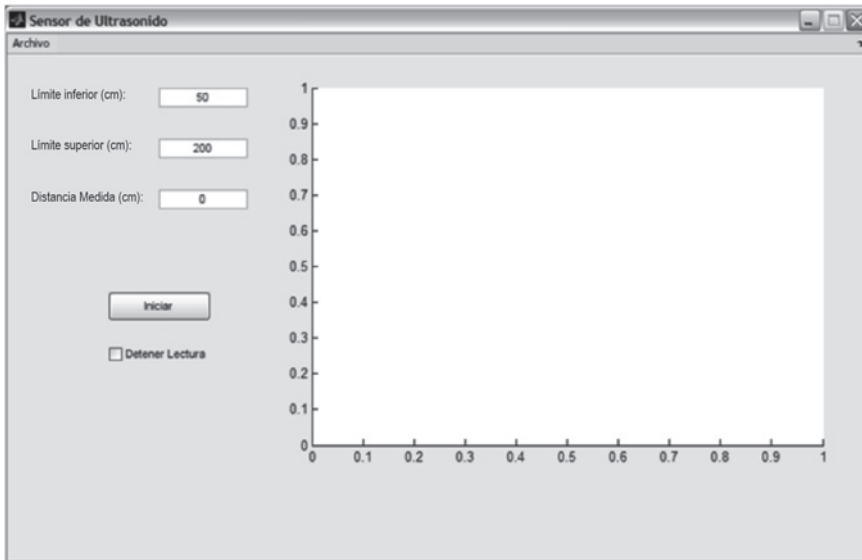 Sensor de Ultrasonido
Archivo
Límite inferior (cm): 50
Límite superior (cm): 200
Distancia Medida (cm): 0
Iniciar
Detener Lectura
1
0.9
0.8
0.7
0.6
0.5
0.4
0.3
0.2
0.1
0
0 0.1 0.2 0.3 0.4 0.5 0.6 0.7 0.8 0.9 1